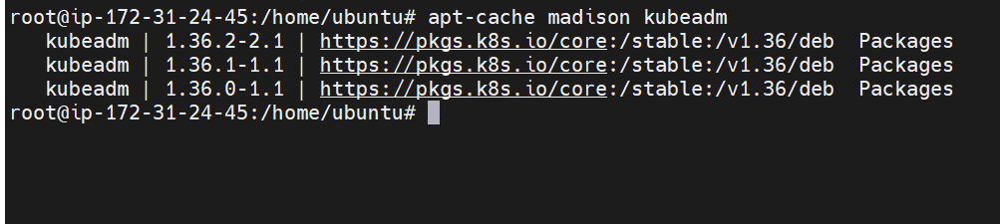 root@ip-172-31-24-45:/home/ubuntu# apt-cache madison kubeadm
   kubeadm | 1.36.2-2.1 | https://pkgs.k8s.io/core:/stable:/v1.36/deb  Packages
   kubeadm | 1.36.1-1.1 | https://pkgs.k8s.io/core:/stable:/v1.36/deb  Packages
   kubeadm | 1.36.0-1.1 | https://pkgs.k8s.io/core:/stable:/v1.36/deb  Packages
root@ip-172-31-24-45:/home/ubuntu#